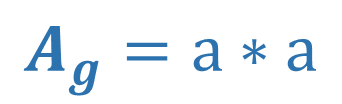 A_g = a * a